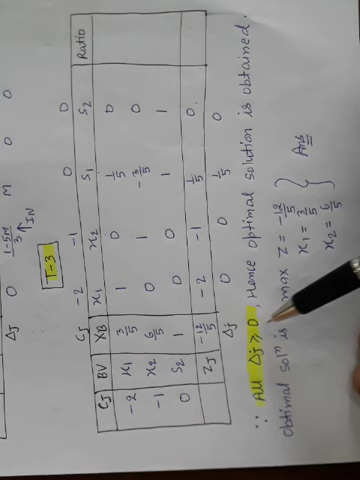 1-5M/3 M 0 0
Δj 0 ↑IN
T-3
Cj -2 -1 0 0
Cj BV XB x1 x2 S1 S2 Ratio
-2 x1 3/5 1 0 1/5 0
-1 x2 6/5 0 1 -3/5 0
0 S2 1 0 0 1 1
Zj -12/5 -2 -1 1/5 0
Δj 0 0 1/5 0
∵ All Δj ⩾ 0, Hence optimal solution is obtained.
Optimal solⁿ is max Z = -12/5
x1 = 3/5
x2 = 6/5
Ans